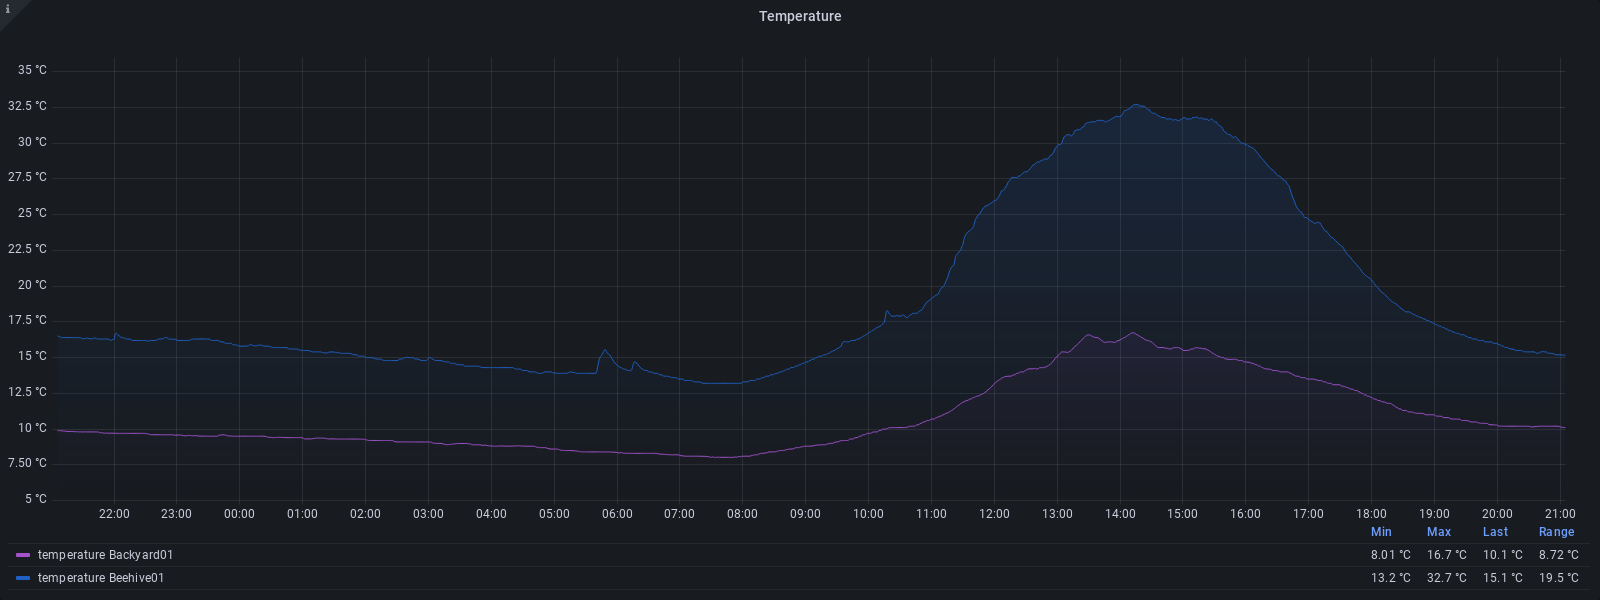 i
Temperature
35 °C
32.5 °C
30 °C
27.5 °C
25 °C
22.5 °C
20 °C
17.5 °C
15 °C
12.5 °C
10 °C
7.50 °C
5 °C
22:00 23:00 00:00 01:00 02:00 03:00 04:00 05:00 06:00 07:00 08:00 09:00 10:00 11:00 12:00 13:00 14:00 15:00 16:00 17:00 18:00 19:00 20:00 21:00
Min Max Last Range
temperature Backyard01 8.01 °C 16.7 °C 10.1 °C 8.72 °C
temperature Beehive01 13.2 °C 32.7 °C 15.1 °C 19.5 °C